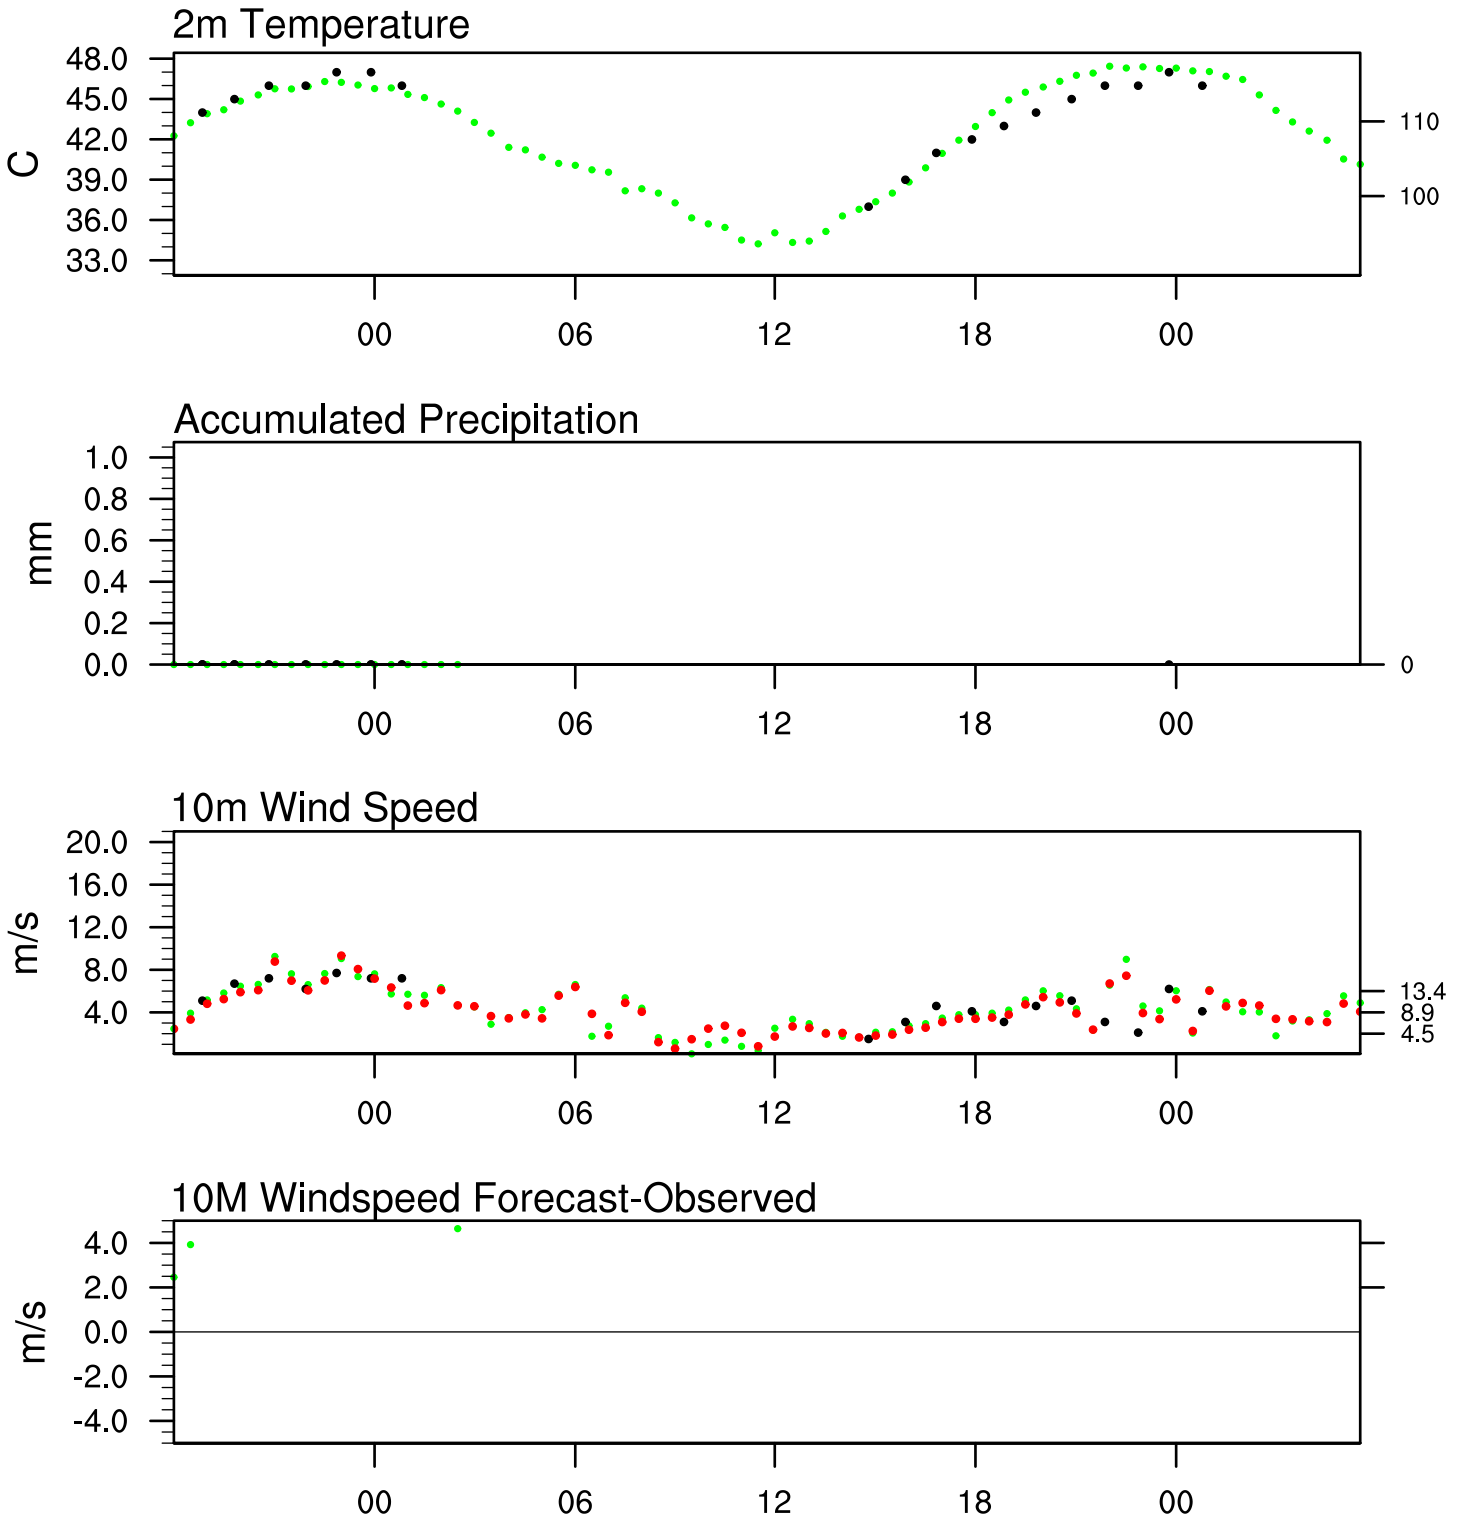 2m Temperature
48.0
45.0
42.0
39.0
36.0
33.0
C
110
100
00 06 12 18 00
Accumulated Precipitation
1.0
0.8
0.6
0.4
0.2
0.0
mm
0
00 06 12 18 00
10m Wind Speed
20.0
16.0
12.0
8.0
4.0
m/s
13.4
8.9
4.5
00 06 12 18 00
10M Windspeed Forecast-Observed
4.0
2.0
0.0
-2.0
-4.0
m/s
00 06 12 18 00